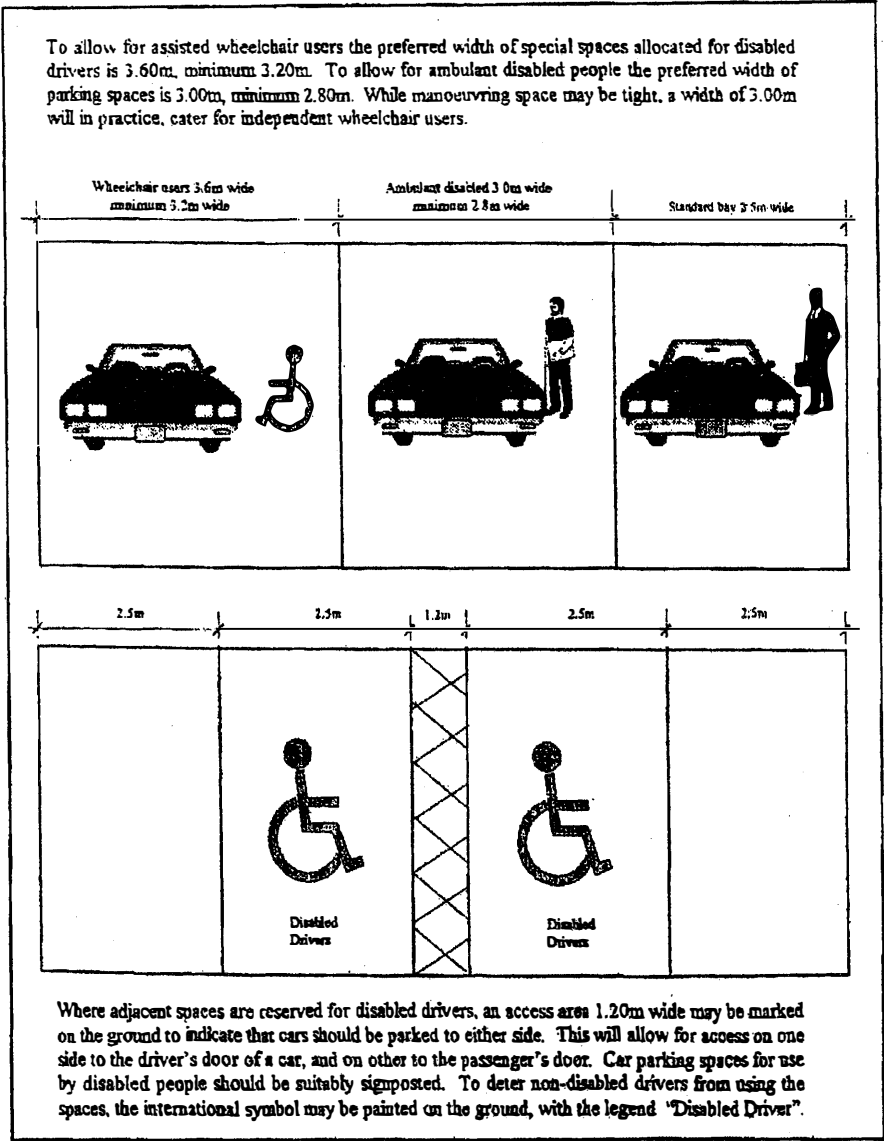 To allow for assisted wheelchair users the preferred width of special spaces allocated for disabled
drivers is 3.60m, minimum 3.20m. To allow for ambulant disabled people the preferred width of
parking spaces is 3.00m, minimum 2.80m. While manoeuvring space may be tight, a width of 3.00m
will in practice, cater for independent wheelchair users.
Wheelchair users 3.6m wide
minimum 3.2m wide
Ambulant disabled 3.0m wide
minimum 2.8m wide
Standard bay wide
2.5m
2.5m
1.2m
2.5m
2.5m
Disabled
Drivers
Disabled
Drivers
Where adjacent spaces are reserved for disabled drivers, an access area 1.20m wide may be marked
on the ground to indicate that cars should be parked to either side. This will allow for access on one
side to the driver's door of a car, and on other to the passenger's door. Car parking spaces for use
by disabled people should be suitably signposted. To deter non-disabled drivers from using the
spaces, the international symbol may be painted on the ground, with the legend "Disabled Driver".